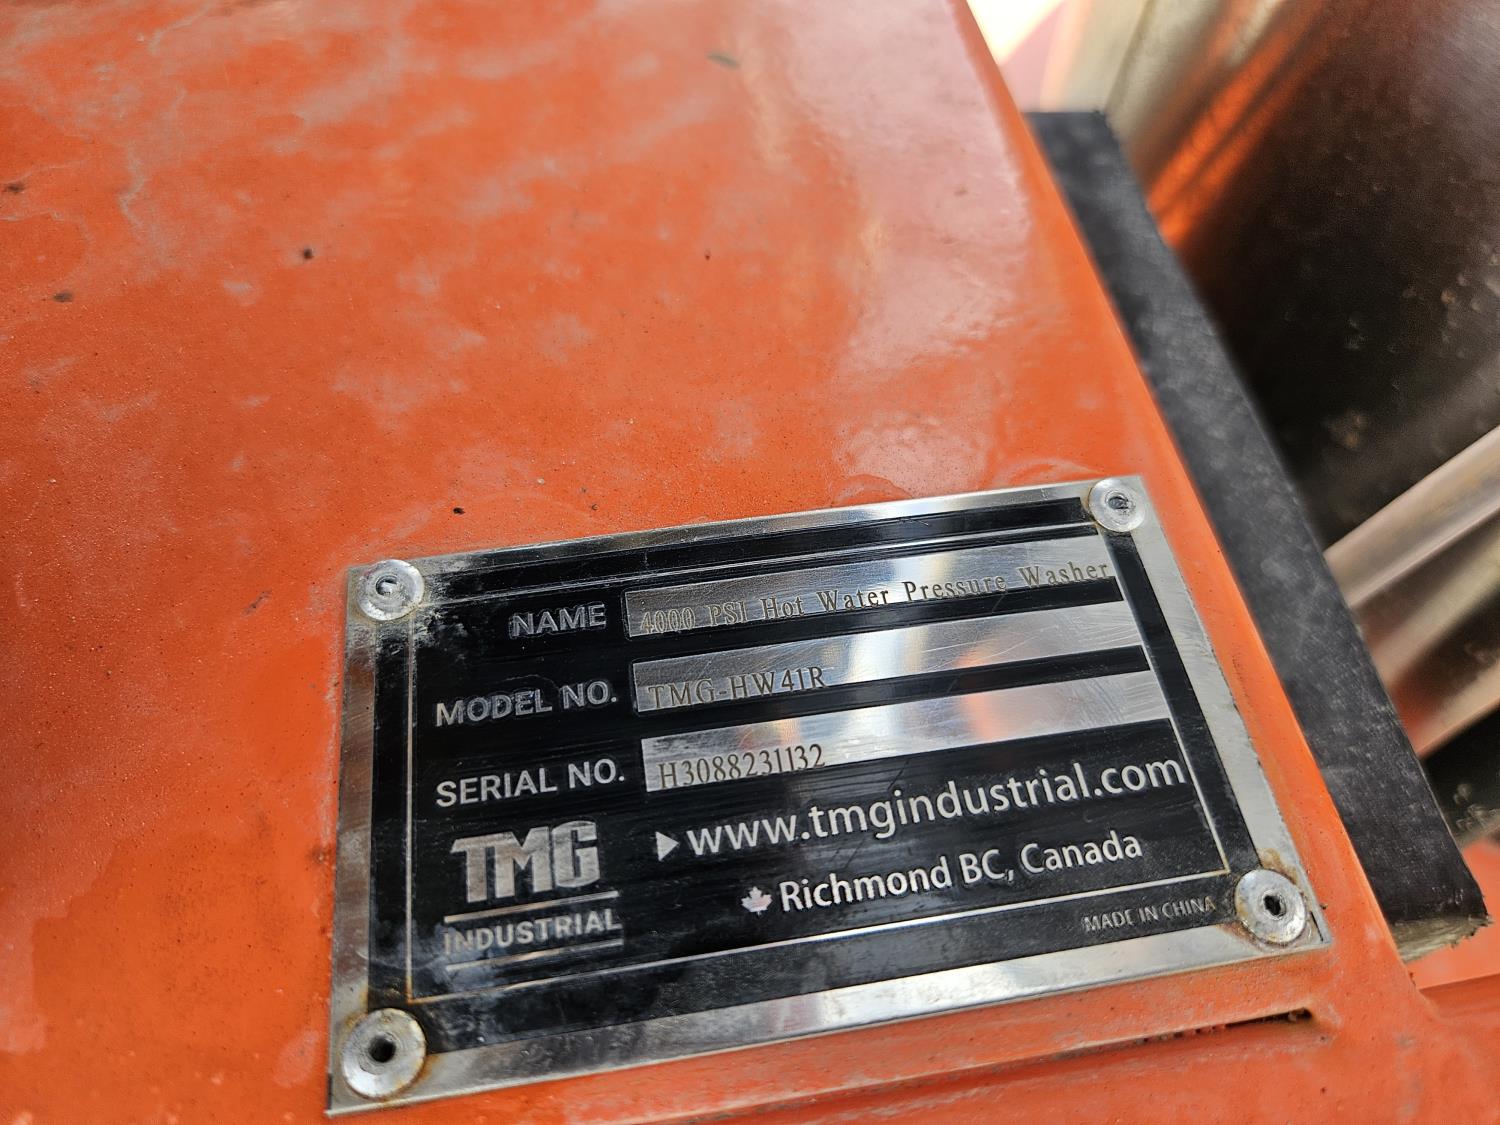 NAME 4000 PSI Hot Water Pressure Washer
MODEL NO. TMG-HW41R
SERIAL NO. H3088231132
TMG
INDUSTRIAL
www.tmgindustrial.com
Richmond BC, Canada
MADE IN CHINA